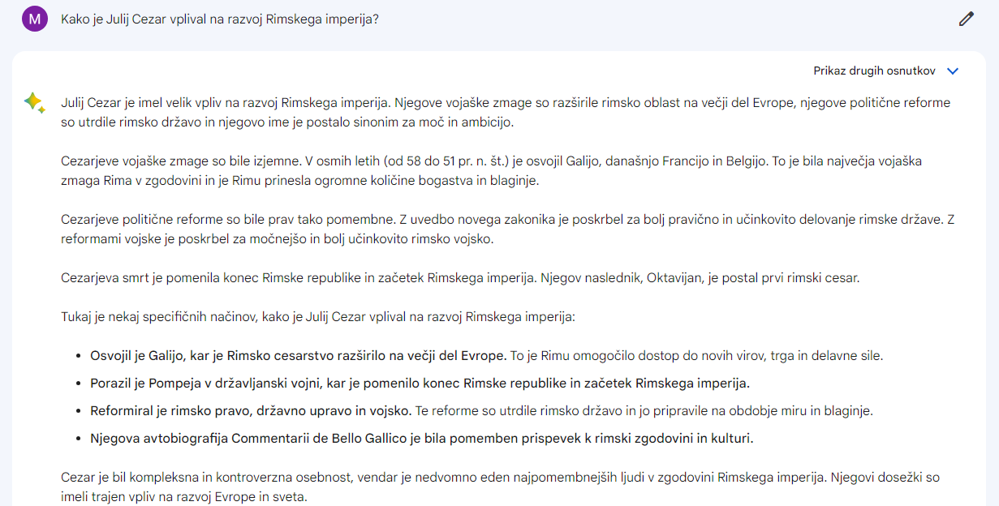 M
Kako je Julij Cezar vplival na razvoj Rimskega imperija?
Prikaz drugih osnutkov
Julij Cezar je imel velik vpliv na razvoj Rimskega imperija. Njegove vojaške zmage so razširile rimsko oblast na večji del Evrope, njegove politične reforme
so utrdile rimsko državo in njegovo ime je postalo sinonim za moč in ambicijo.
Cezarjeve vojaške zmage so bile izjemne. V osmih letih (od 58 do 51 pr. n. št.) je osvojil Galijo, današnjo Francijo in Belgijo. To je bila največja vojaška
zmaga Rima v zgodovini in je Rimu prinesla ogromne količine bogastva in blaginje.
Cezarjeve politične reforme so bile prav tako pomembne. Z uvedbo novega zakonika je poskrbel za bolj pravično in učinkovito delovanje rimske države. Z
reformami vojske je poskrbel za močnejšo in bolj učinkovito rimsko vojsko.
Cezarjeva smrt je pomenila konec Rimske republike in začetek Rimskega imperija. Njegov naslednik, Oktavijan, je postal prvi rimski cesar.
Tukaj je nekaj specifičnih načinov, kako je Julij Cezar vplival na razvoj Rimskega imperija:
• Osvojil je Galijo, kar je Rimsko cesarstvo razširilo na večji del Evrope. To je Rimu omogočilo dostop do novih virov, trga in delavne sile.
• Porazil je Pompeja v državljanski vojni, kar je pomenilo konec Rimske republike in začetek Rimskega imperija.
• Reformiral je rimsko pravo, državno upravo in vojsko. Te reforme so utrdile rimsko državo in jo pripravile na obdobje miru in blaginje.
• Njegova avtobiografija Commentarii de Bello Gallico je bila pomemben prispevek k rimski zgodovini in kulturi.
Cezar je bil kompleksna in kontroverzna osebnost, vendar je nedvomno eden najpomembnejših ljudi v zgodovini Rimskega imperija. Njegovi dosežki so
imeli trajen vpliv na razvoj Evrope in sveta.